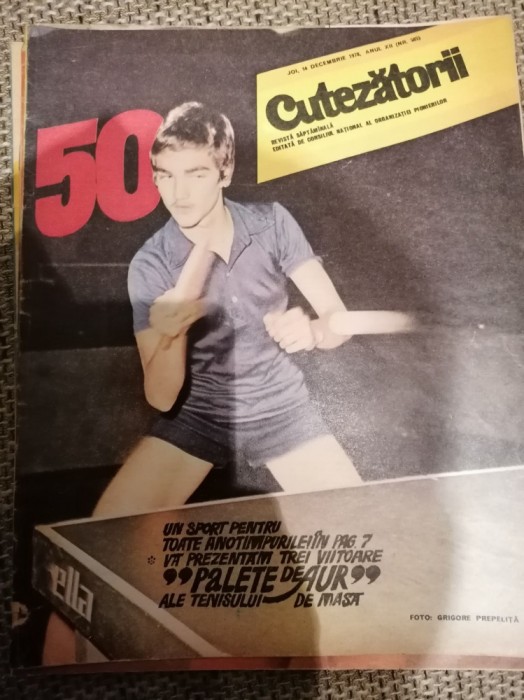 JOI, 14 DECEMBRIE 1978, ANUL XII (NR. 585)
Cutezătorii
REVISTĂ SĂPTĂMÎNALĂ
EDITATĂ DE CONSILIUL NAȚIONAL AL ORGANIZAȚIEI PIONIERILOR
50
UN SPORT PENTRU
TOATE ANOTIMPURILE! ÎN PAG. 7
* VĂ PREZENTĂM TREI VIITOARE
”PALETE DE AUR”
ALE TENISULUI DE MASĂ
ella
FOTO: GRIGORE PREPELIȚĂ